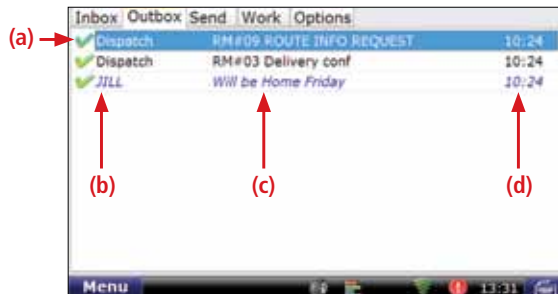 Inbox Outbox Send Work Options
(a) Dispatch RM#09 ROUTE INFO REQUEST 10:24
Dispatch RM#03 Delivery conf 10:24
JILL Will be Home Friday 10:24
(b) (c) (d)
Menu 13:31